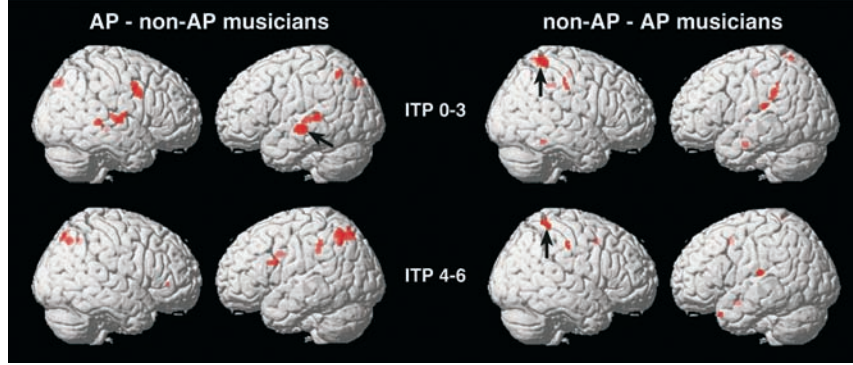 AP - non-AP musicians
non-AP - AP musicians
ITP 0-3
ITP 4-6